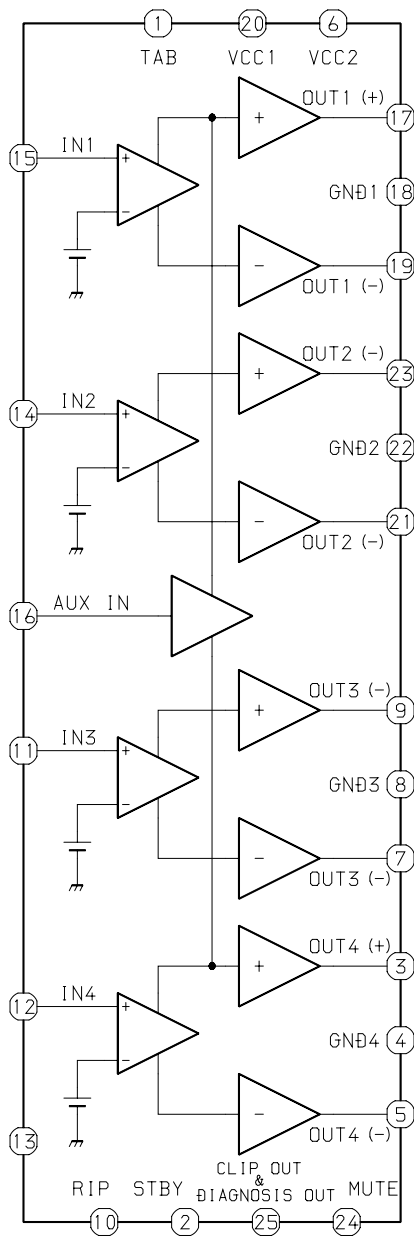 1 20 6
TAB VCC1 VCC2
OUT1 (+)
17
15 IN1
GND1 18
19
OUT1 (-)
OUT2 (-)
23
14 IN2
GND2 22
21
OUT2 (-)
16 AUX IN
OUT3 (-)
9
11 IN3
GND3 8
7
OUT3 (-)
OUT4 (+)
3
12 IN4
GND4 4
5
OUT4 (-)
13
CLIP OUT
&
RIP STBY DIAGNOSIS OUT MUTE
10 2 25 24